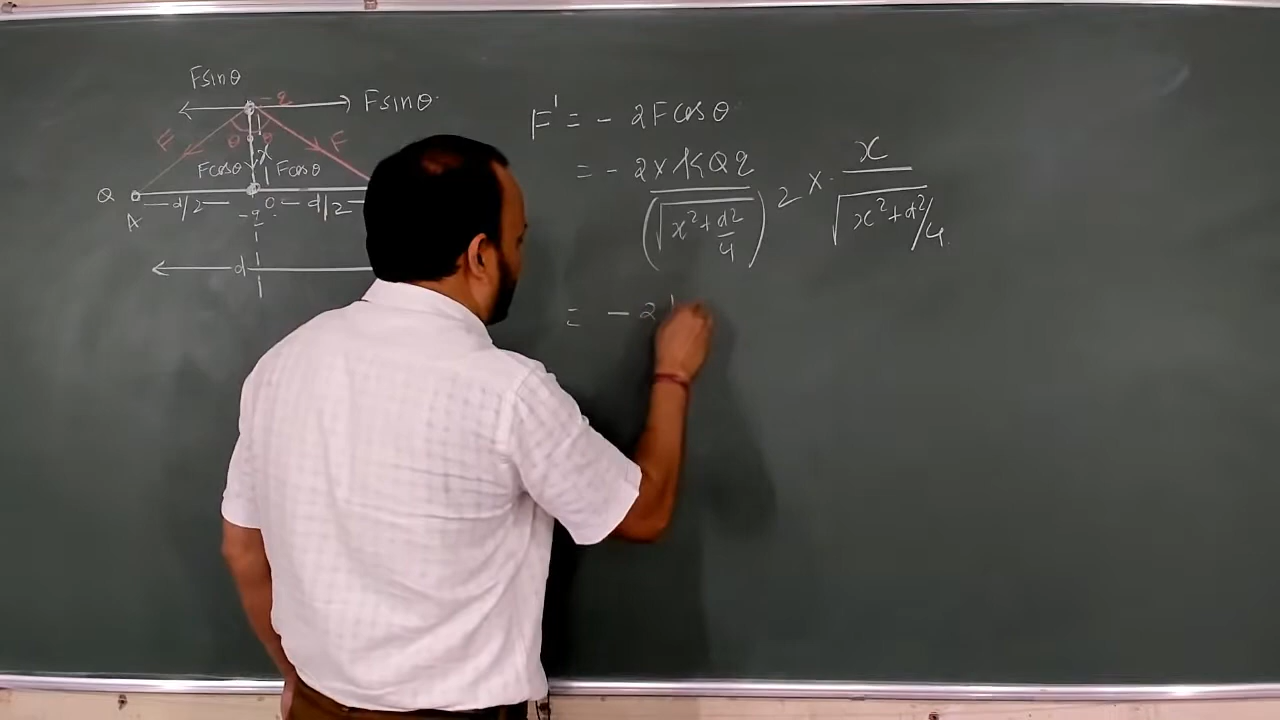 Fsinθ
-q
Fsinθ
F
θ
θ
F
x
Fcosθ
Fcosθ
Q
A
d/2
O
d/2
-q
d
F' = - 2Fcosθ
= - 2 x KQq / (√x² + d²/4)² x x / √x² + d²/4
= - 2